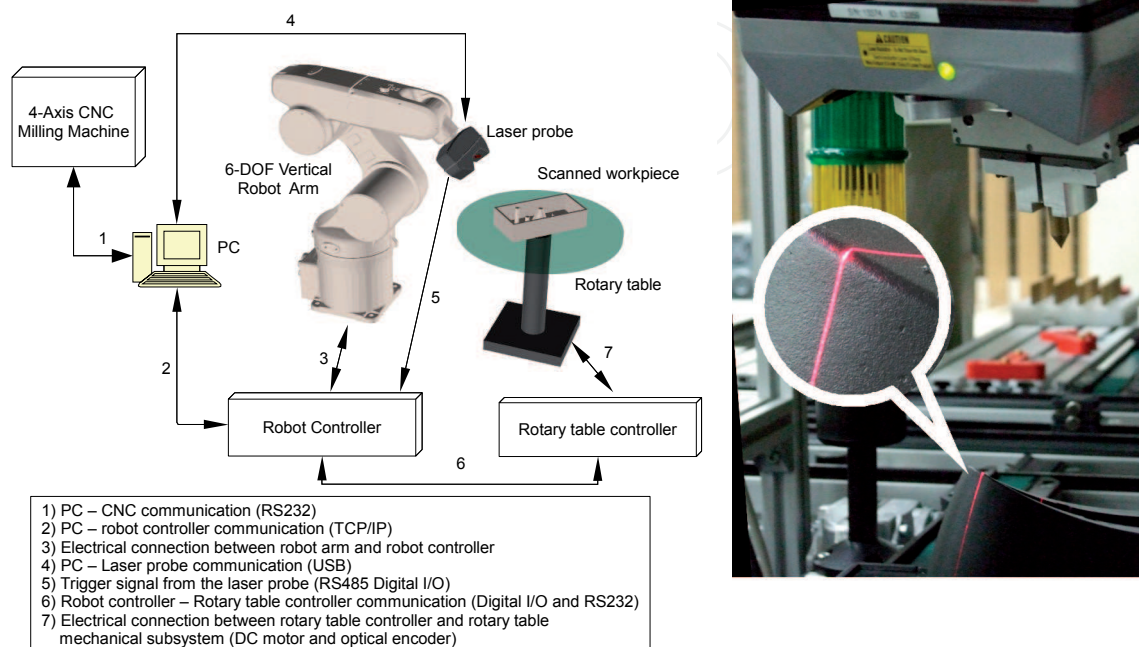 4
4-Axis CNC
Milling Machine
1
PC
6-DOF Vertical
Robot Arm
Laser probe
Scanned workpiece
Rotary table
5
2
3
7
Robot Controller
Rotary table controller
6
1) PC – CNC communication (RS232)
2) PC – robot controller communication (TCP/IP)
3) Electrical connection between robot arm and robot controller
4) PC – Laser probe communication (USB)
5) Trigger signal from the laser probe (RS485 Digital I/O)
6) Robot controller – Rotary table controller communication (Digital I/O and RS232)
7) Electrical connection between rotary table controller and rotary table
mechanical subsystem (DC motor and optical encoder)
CAUTION